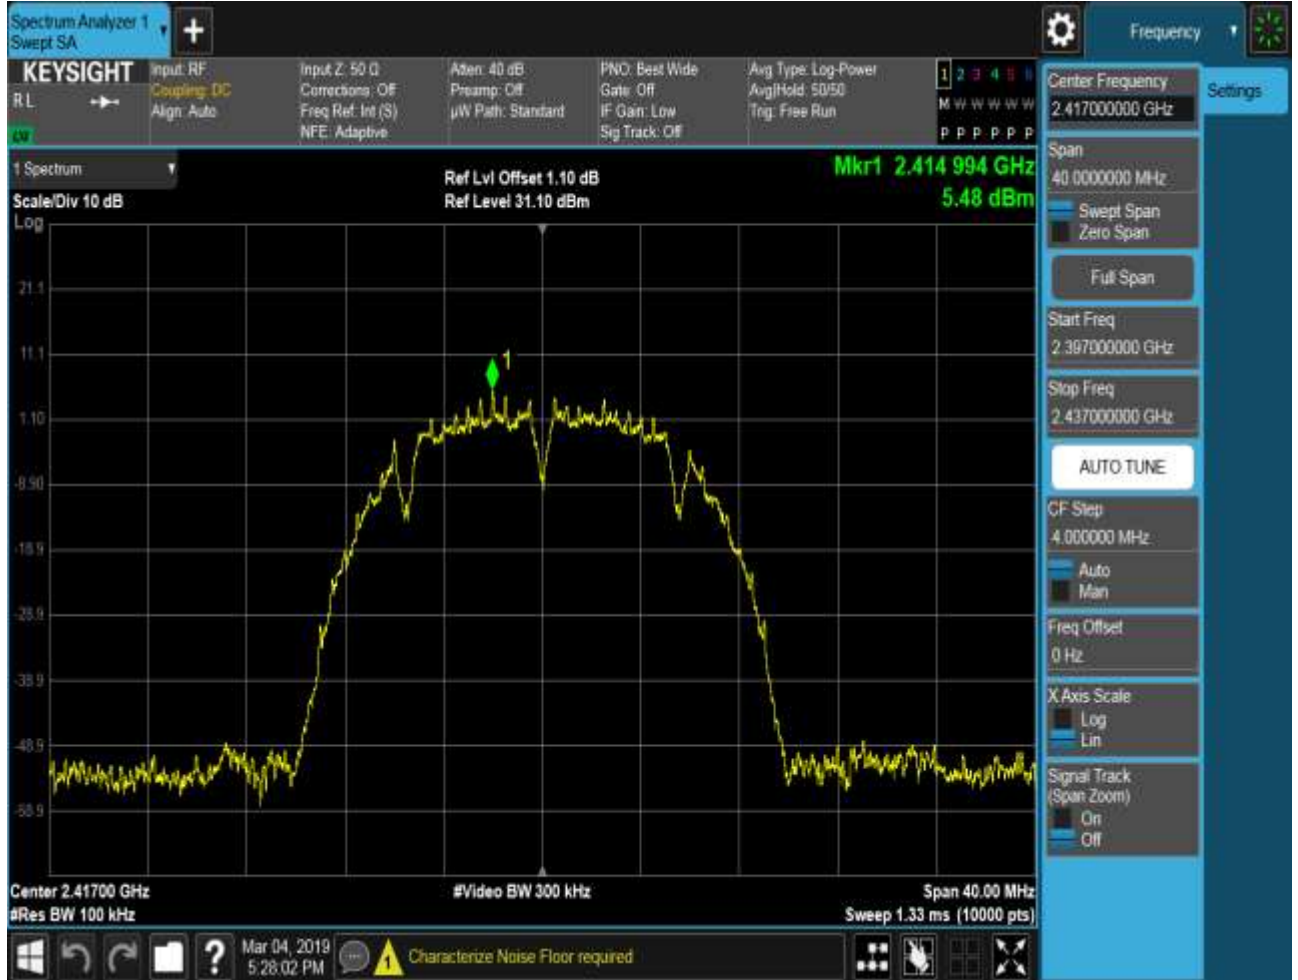 Spectrum Analyzer 1
Swept SA
+
Frequency
KEYSIGHT
RL
Input: RF
Coupling: DC
Align: Auto
Input Z: 50 Ω
Corrections: Off
Freq Ref: Int (S)
NFE: Adaptive
Atten: 40 dB
Preamp: Off
µW Path: Standard
PNO: Best Wide
Gate: Off
IF Gain: Low
Sig Track: Off
Avg Type: Log-Power
Avg|Hold: 50/50
Trig: Free Run
1 2 3 4 5 6
M W W W W W
P P P P P P
1 Spectrum
Scale/Div 10 dB
Log
Ref Lvl Offset 1.10 dB
Ref Level 31.10 dBm
Mkr1 2.414 994 GHz
5.48 dBm
21.1
11.1
1.10
-8.90
-18.9
-28.9
-38.9
-48.9
-58.9
1
Center 2.41700 GHz
#Res BW 100 kHz
#Video BW 300 kHz
Span 40.00 MHz
Sweep 1.33 ms (10000 pts)
Center Frequency
2.417000000 GHz
Settings
Span
40.0000000 MHz
Swept Span
Zero Span
Full Span
Start Freq
2.397000000 GHz
Stop Freq
2.437000000 GHz
AUTO TUNE
CF Step
4.000000 MHz
Auto
Man
Freq Offset
0 Hz
X Axis Scale
Log
Lin
Signal Track
(Span Zoom)
On
Off
?
Mar 04, 2019
5:28:02 PM
1
Characterize Noise Floor required